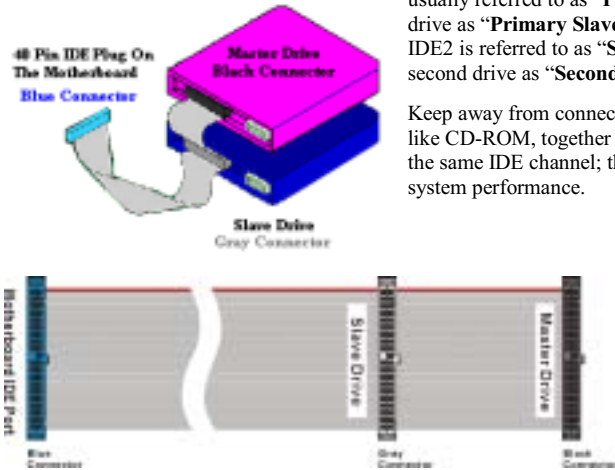 usually referred to as “
drive as “Primary Slave
IDE2 is referred to as “S
second drive as “Second
Keep away from connec
like CD-ROM, together
the same IDE channel; th
system performance.
40 Pin IDE Plug On
The Motherboard
Blue Connector
Master Drive
Black Connector
Slave Drive
Gray Connector
Motherboard IDE Port
Slave Drive
Master Drive
Blue
Connector
Gray
Connector
Black
Connector